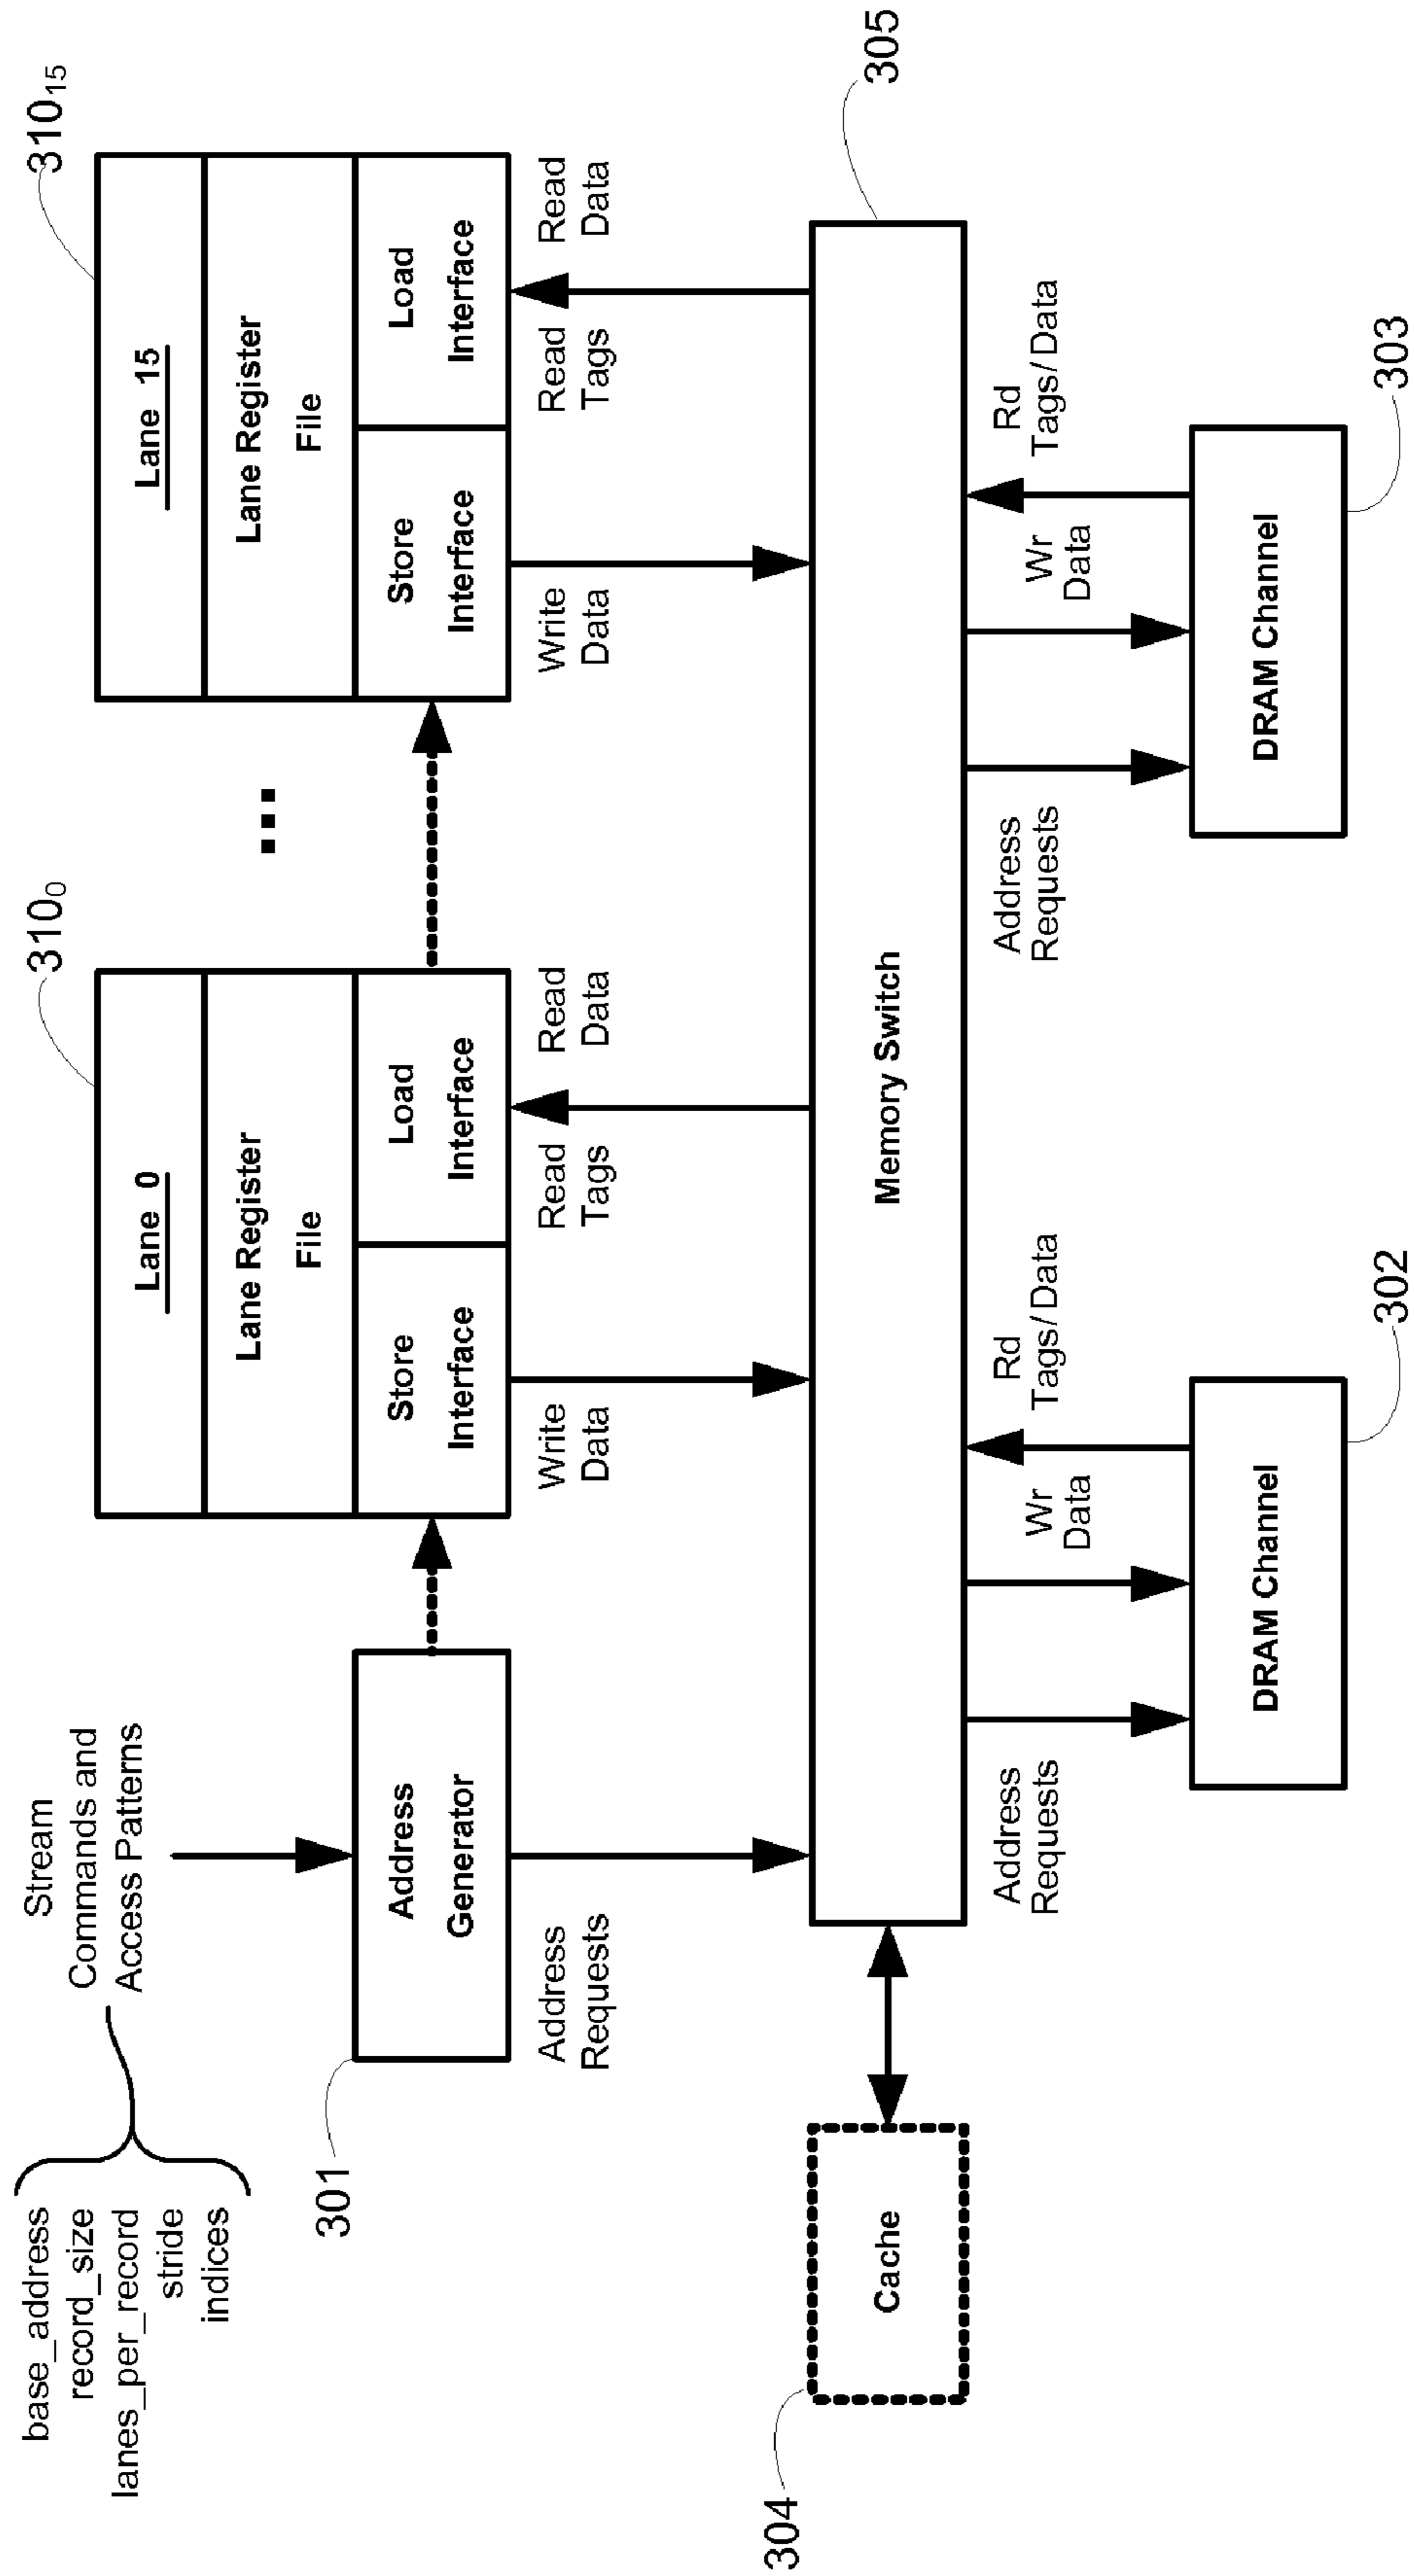 base_address
record_size
lanes_per_record
stride
indices
Stream
Commands and
Access Patterns
301
Address
Generator
Address
Requests
310₀
Lane 0
Lane Register
File
Store
Interface
Load
Interface
Write
Data
Read
Tags
Read
Data
...
310₁₅
Lane 15
Lane Register
File
Store
Interface
Load
Interface
Write
Data
Read
Tags
Read
Data
304
Cache
Memory Switch
305
Address
Requests
Wr
Data
Rd
Tags/Data
DRAM Channel
302
Address
Requests
Wr
Data
Rd
Tags/Data
DRAM Channel
303